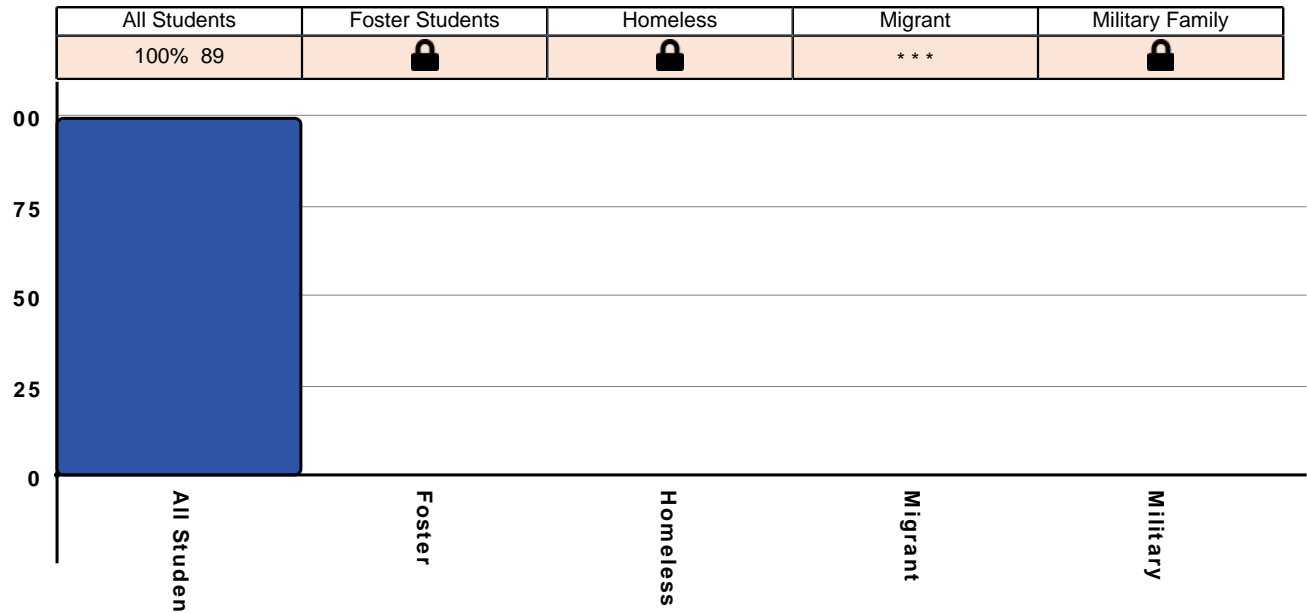 All Students Foster Students Homeless Migrant Military Family
100% 89 * * *
00
75
50
25
0
All Studen
Foster
Homeless
Migrant
Military